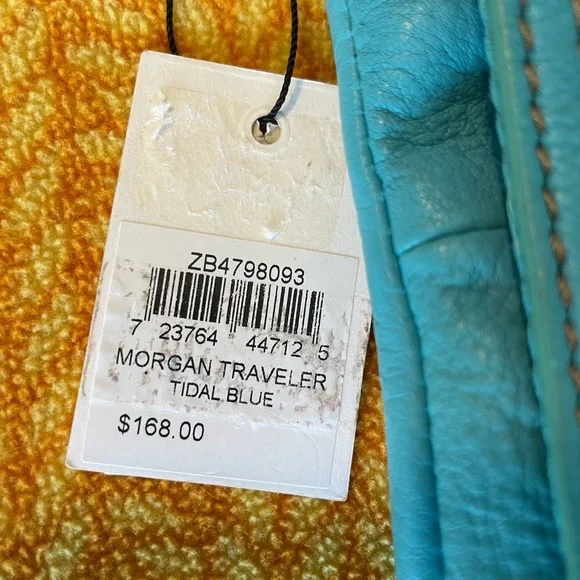 ZB4798093
7 23764 44712 5
MORGAN TRAVELER
TIDAL BLUE
$168.00